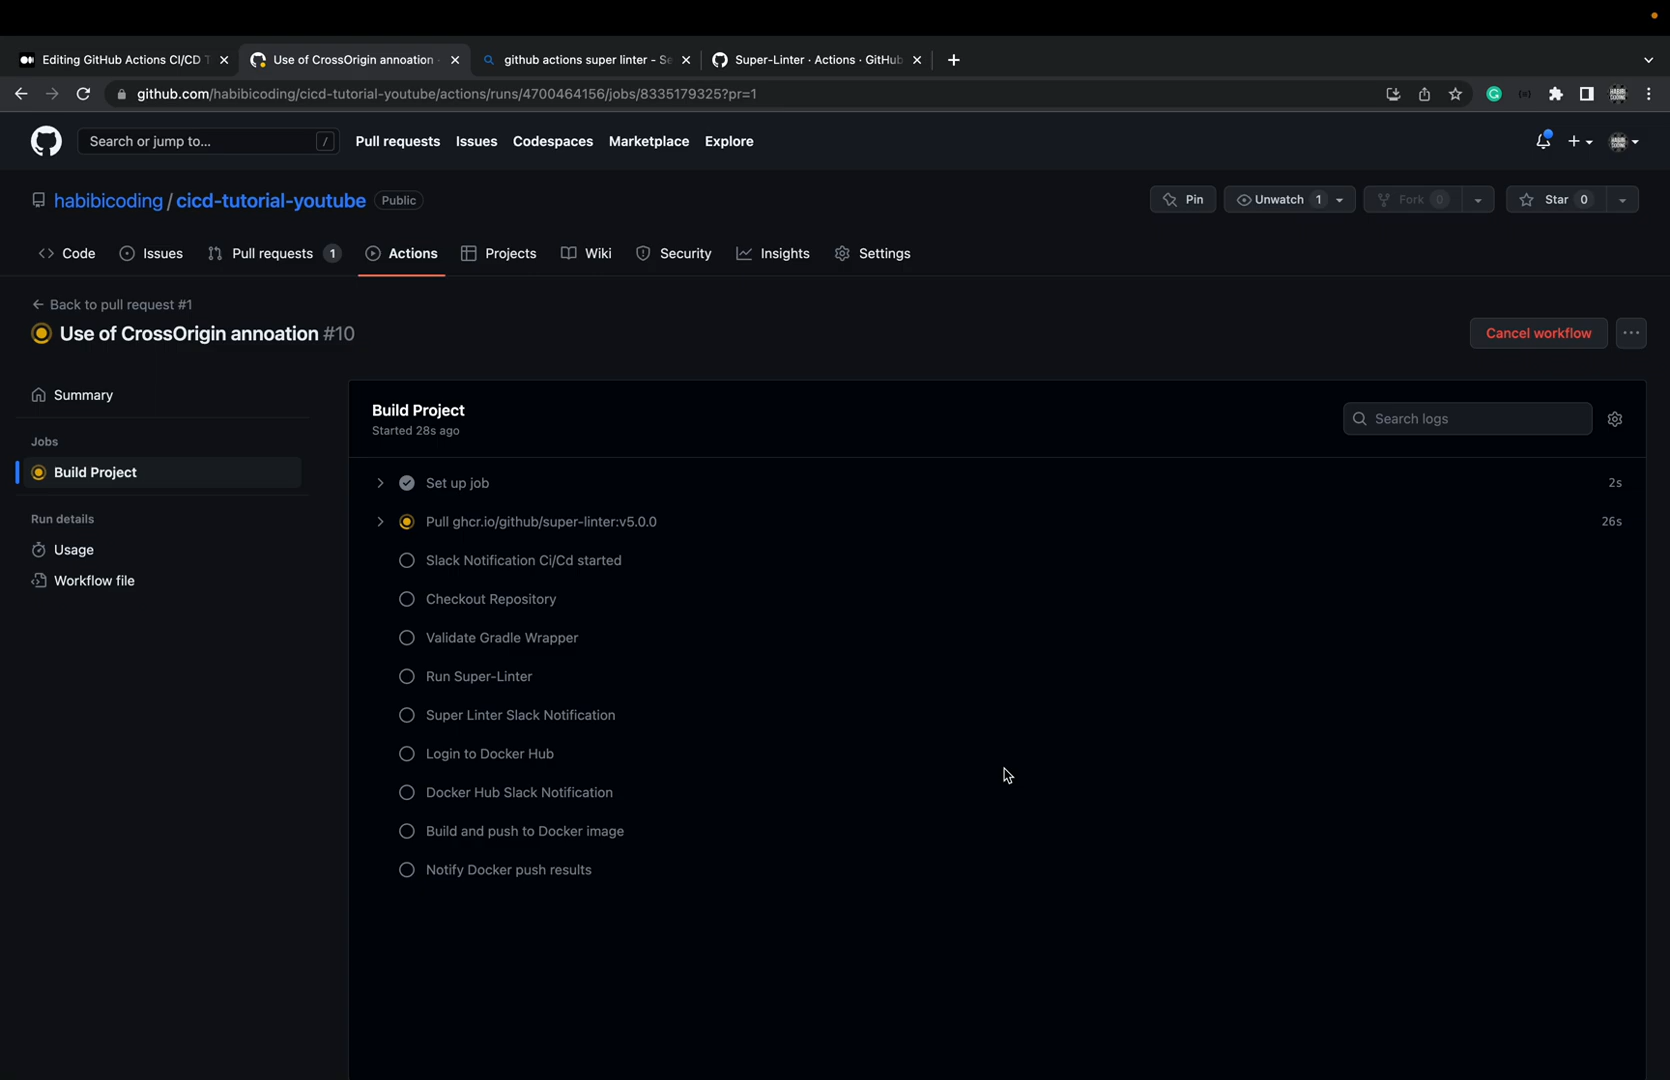 Editing GitHub Actions CI/CD T
Use of CrossOrigin annoation ·
github actions super linter - Se
Super-Linter · Actions · GitHub
github.com/habibicoding/cicd-tutorial-youtube/actions/runs/4700464156/jobs/8335179325?pr=1
Search or jump to... /
Pull requests
Issues
Codespaces
Marketplace
Explore
habibicoding / cicd-tutorial-youtube Public
Pin
Unwatch 1
Fork 0
Star 0
Code
Issues
Pull requests 1
Actions
Projects
Wiki
Security
Insights
Settings
Back to pull request #1
Use of CrossOrigin annoation #10
Cancel workflow
Summary
Jobs
Build Project
Run details
Usage
Workflow file
Build Project
Started 28s ago
Search logs
Set up job 2s
Pull ghcr.io/github/super-linter:v5.0.0 26s
Slack Notification Ci/Cd started
Checkout Repository
Validate Gradle Wrapper
Run Super-Linter
Super Linter Slack Notification
Login to Docker Hub
Docker Hub Slack Notification
Build and push to Docker image
Notify Docker push results